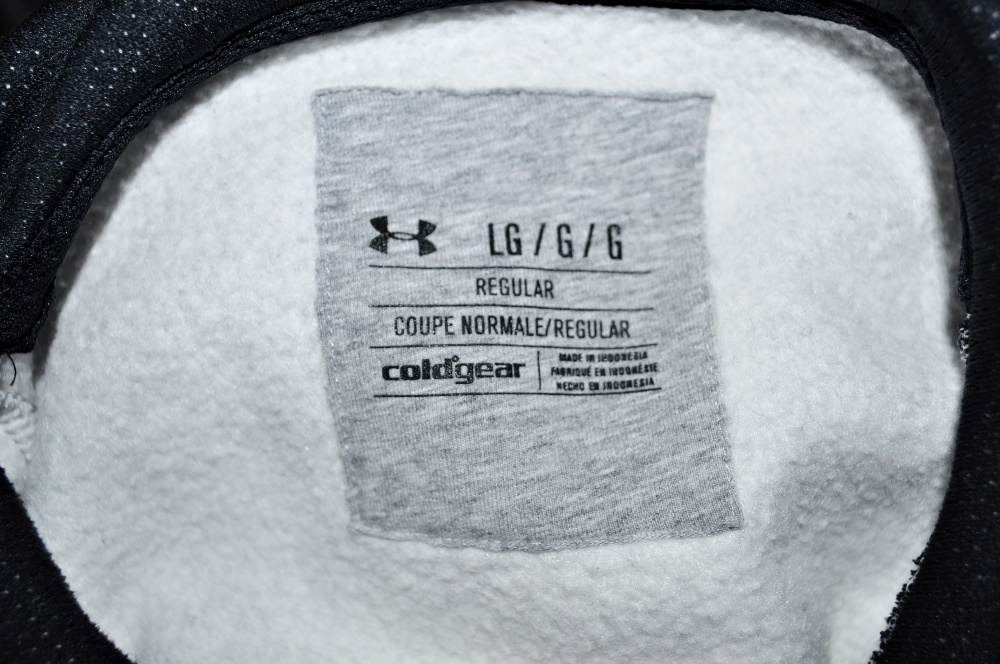 LG / G / G
REGULAR
COUPE NORMALE/REGULAR
coldgear
MADE IN INDONESIA
FABRIQUÉ EN INDONÉSIE
HECHO EN INDONESIA